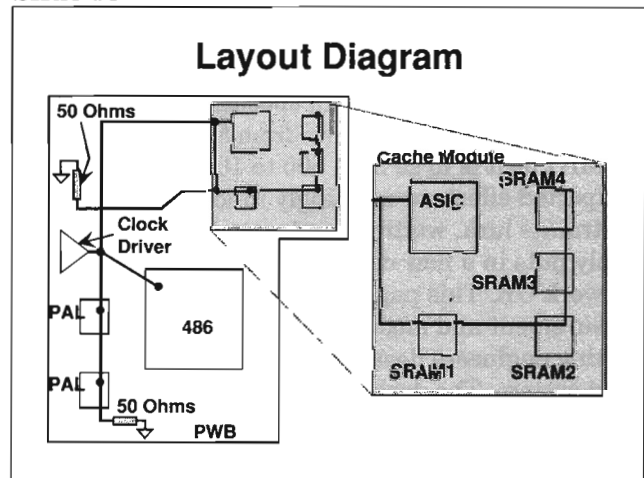 Layout Diagram
50 Ohms
Clock
Driver
PAL
486
PAL
50 Ohms
PWB
Cache Module
SRAM4
ASIC
SRAM3
SRAM1
SRAM2